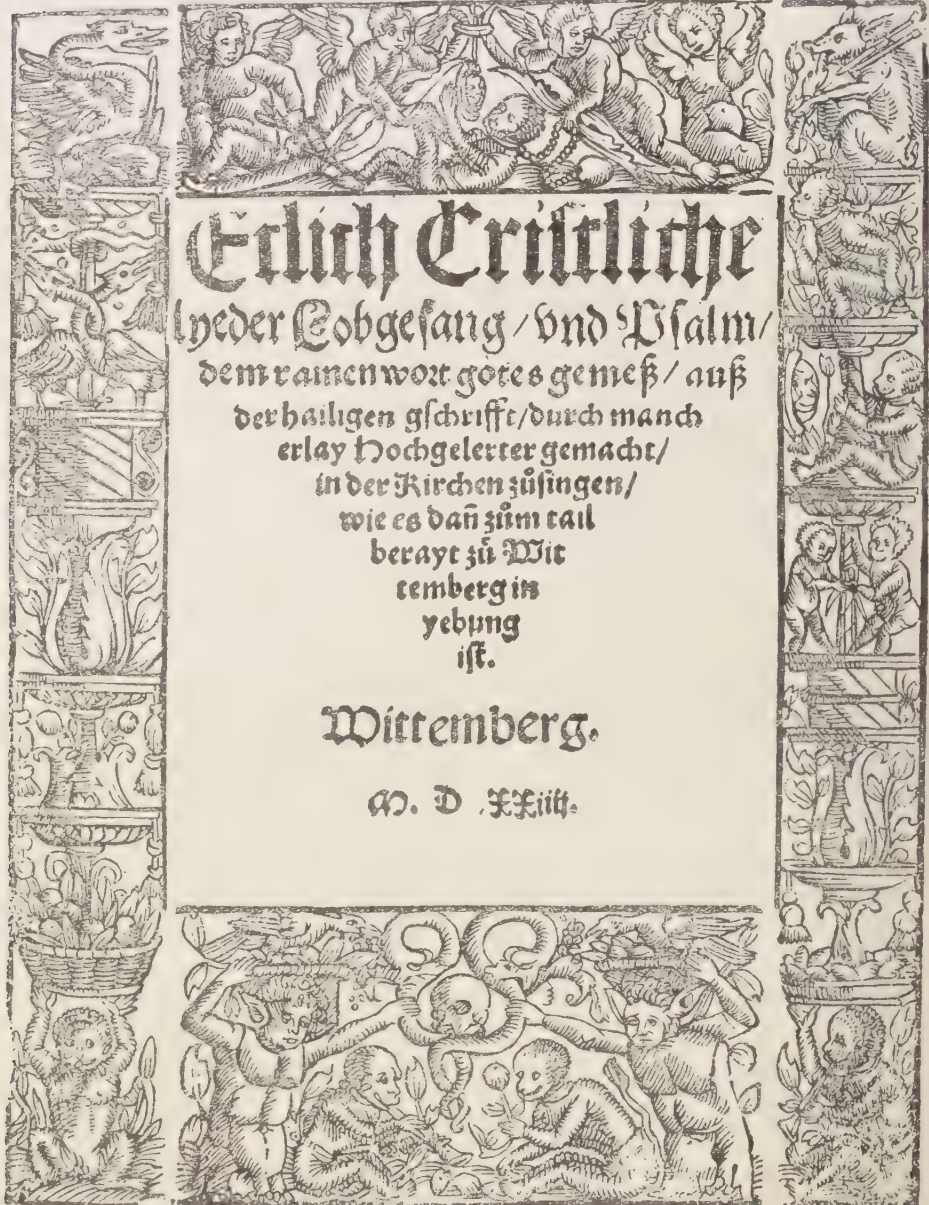 Etlich Cristliche
lyeder Lobgesang / vnd Psalm /
dem rainen wort gotes gemeß / auß
der hailigen gschrifft / durch manch
erlay Hochgelerter gemacht /
in der Kirchen zůsingen /
wie es dañ zům tail
berayt zů Wit
temberg in
yebung
ist.
Wittemberg.
M. D .XXiiij.